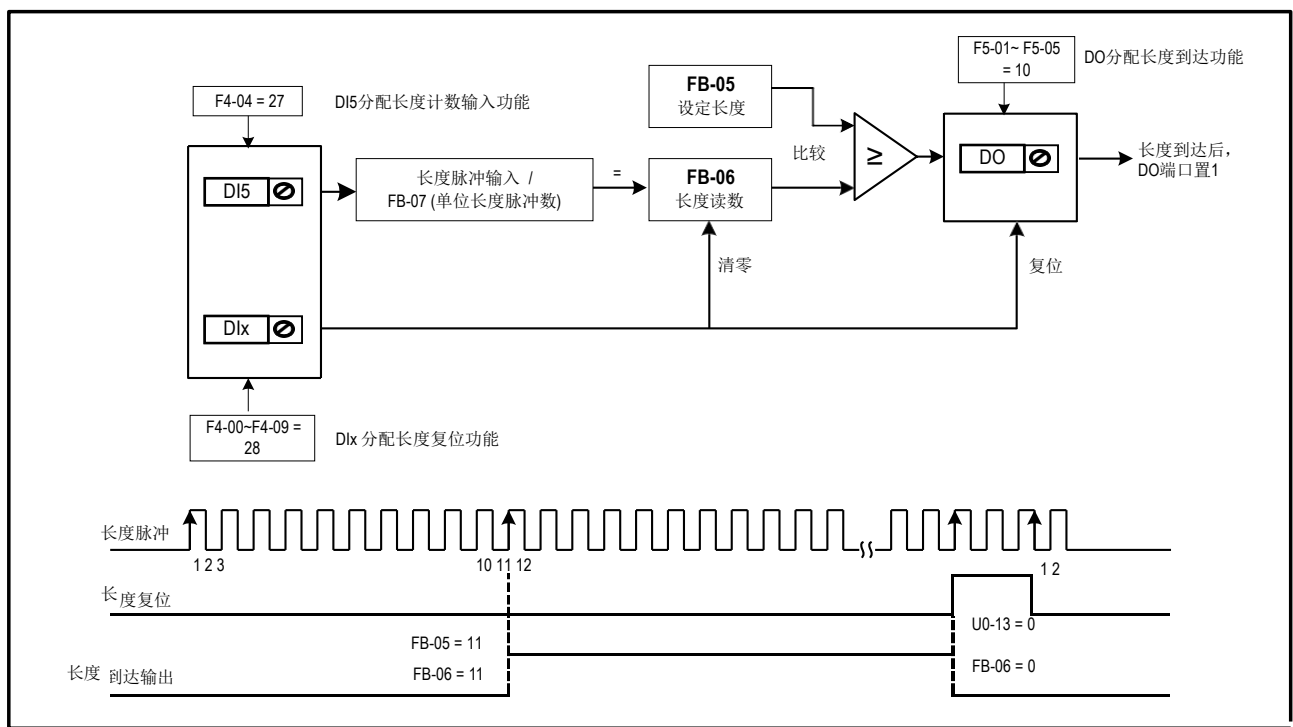 F5-01~ F5-05
= 10
DO分配长度到达功能
F4-04 = 27
DI5分配长度计数输入功能
FB-05
设定长度
比较
≥
DO
长度到达后，
DO端口置1
DI5
长度脉冲输入 /
FB-07 (单位长度脉冲数)
=
FB-06
长度读数
清零
复位
DIx
F4-00~F4-09 =
28
DIx 分配长度复位功能
长度脉冲
1 2 3
10 11 12
1 2
长度复位
U0-13 = 0
FB-05 = 11
FB-06 = 11
FB-06 = 0
长度 到达输出